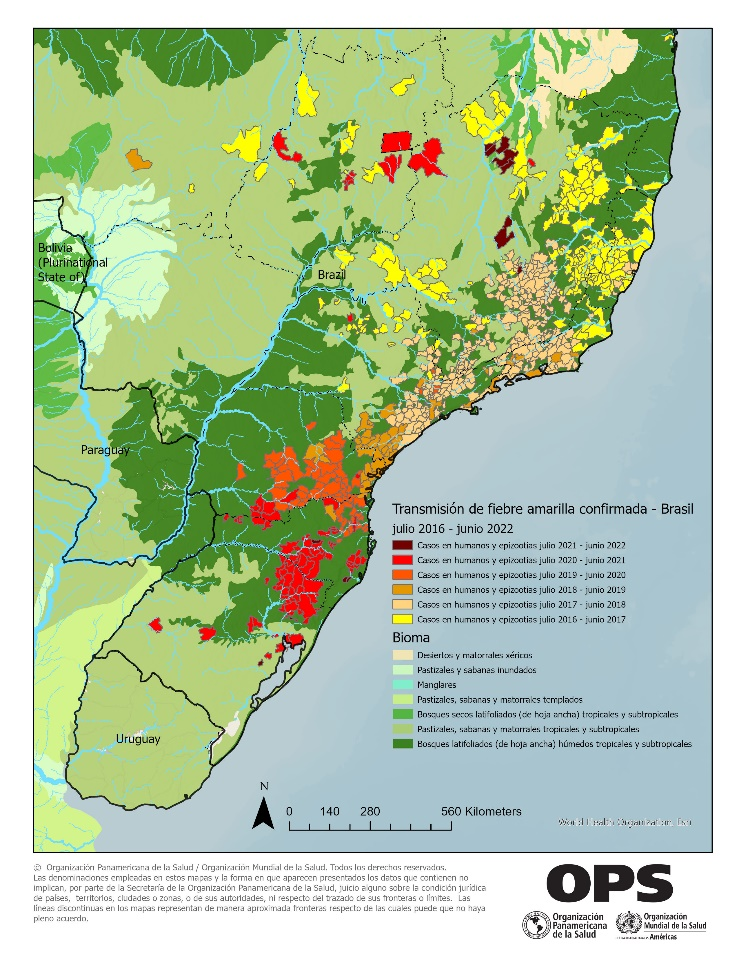 Bolivia
(Plurinational
State of)
Brazil
Paraguay
Uruguay
Transmisión de fiebre amarilla confirmada - Brasil
julio 2016 - junio 2022
Casos en humanos y epizootias julio 2021 - junio 2022
Casos en humanos y epizootias julio 2020 - junio 2021
Casos en humanos y epizootias julio 2019 - junio 2020
Casos en humanos y epizootias julio 2018 - junio 2019
Casos en humanos y epizootias julio 2017 - junio 2018
Casos en humanos y epizootias julio 2016 - junio 2017
Bioma
Desiertos y matorrales xéricos
Pastizales y sabanas inundados
Manglares
Pastizales, sabanas y matorrales templados
Bosques secos latifoliados (de hoja ancha) tropicales y subtropicales
Pastizales, sabanas y matorrales tropicales y subtropicales
Bosques latifoliados (de hoja ancha) húmedos tropicales y subtropicales
N
0 140 280 560 Kilometers
World Health Organization, Esri
© Organización Panamericana de la Salud / Organización Mundial de la Salud. Todos los derechos reservados.
Las denominaciones empleadas en estos mapas y la forma en que aparecen presentados los datos que contienen no
implican, por parte de la Secretaría de la Organización Panamericana de la Salud, juicio alguno sobre la condición jurídica
de países, territorios, ciudades o zonas, o de sus autoridades, ni respecto del trazado de sus fronteras o límites. Las
líneas discontinuas en los mapas representan de manera aproximada fronteras respecto de las cuales puede que no haya
pleno acuerdo.
OPS
Organización
Panamericana
de la Salud
Organización
Mundial de la Salud
Américas